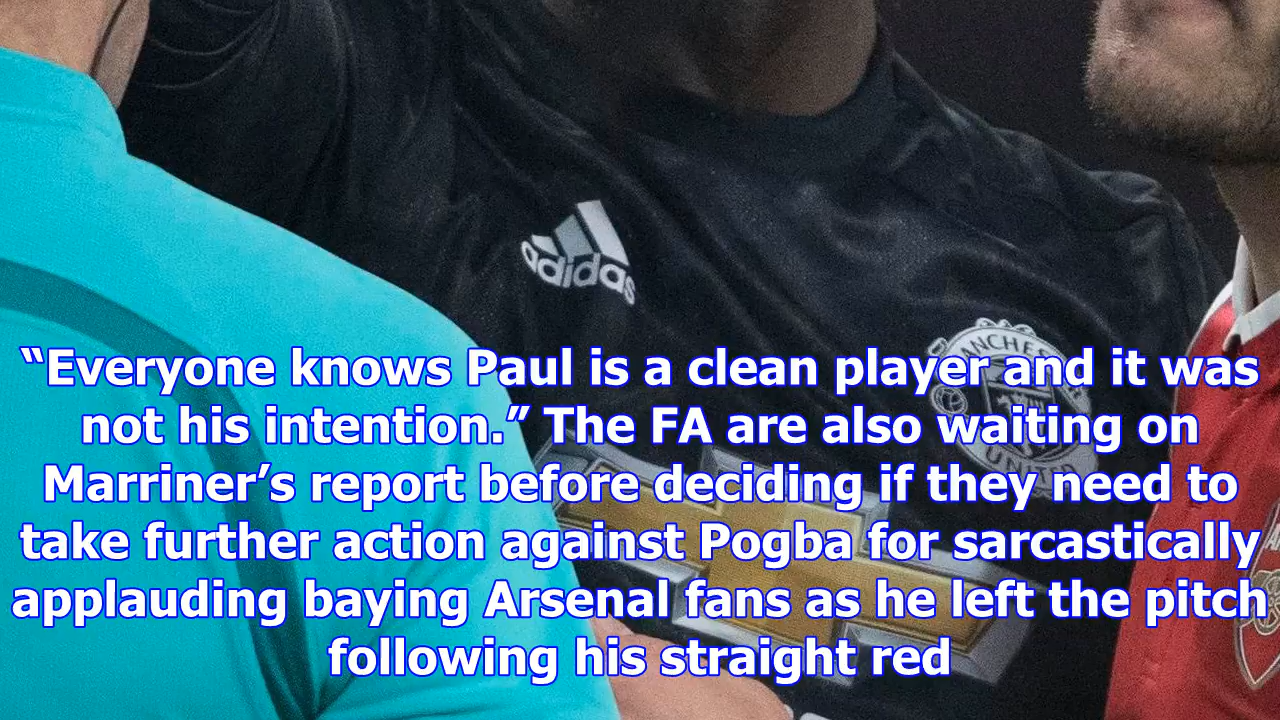 adidas
MANCHESTER
UNITED
“Everyone knows Paul is a clean player and it was
not his intention.” The FA are also waiting on
Marriner’s report before deciding if they need to
take further action against Pogba for sarcastically
applauding baying Arsenal fans as he left the pitch
following his straight red